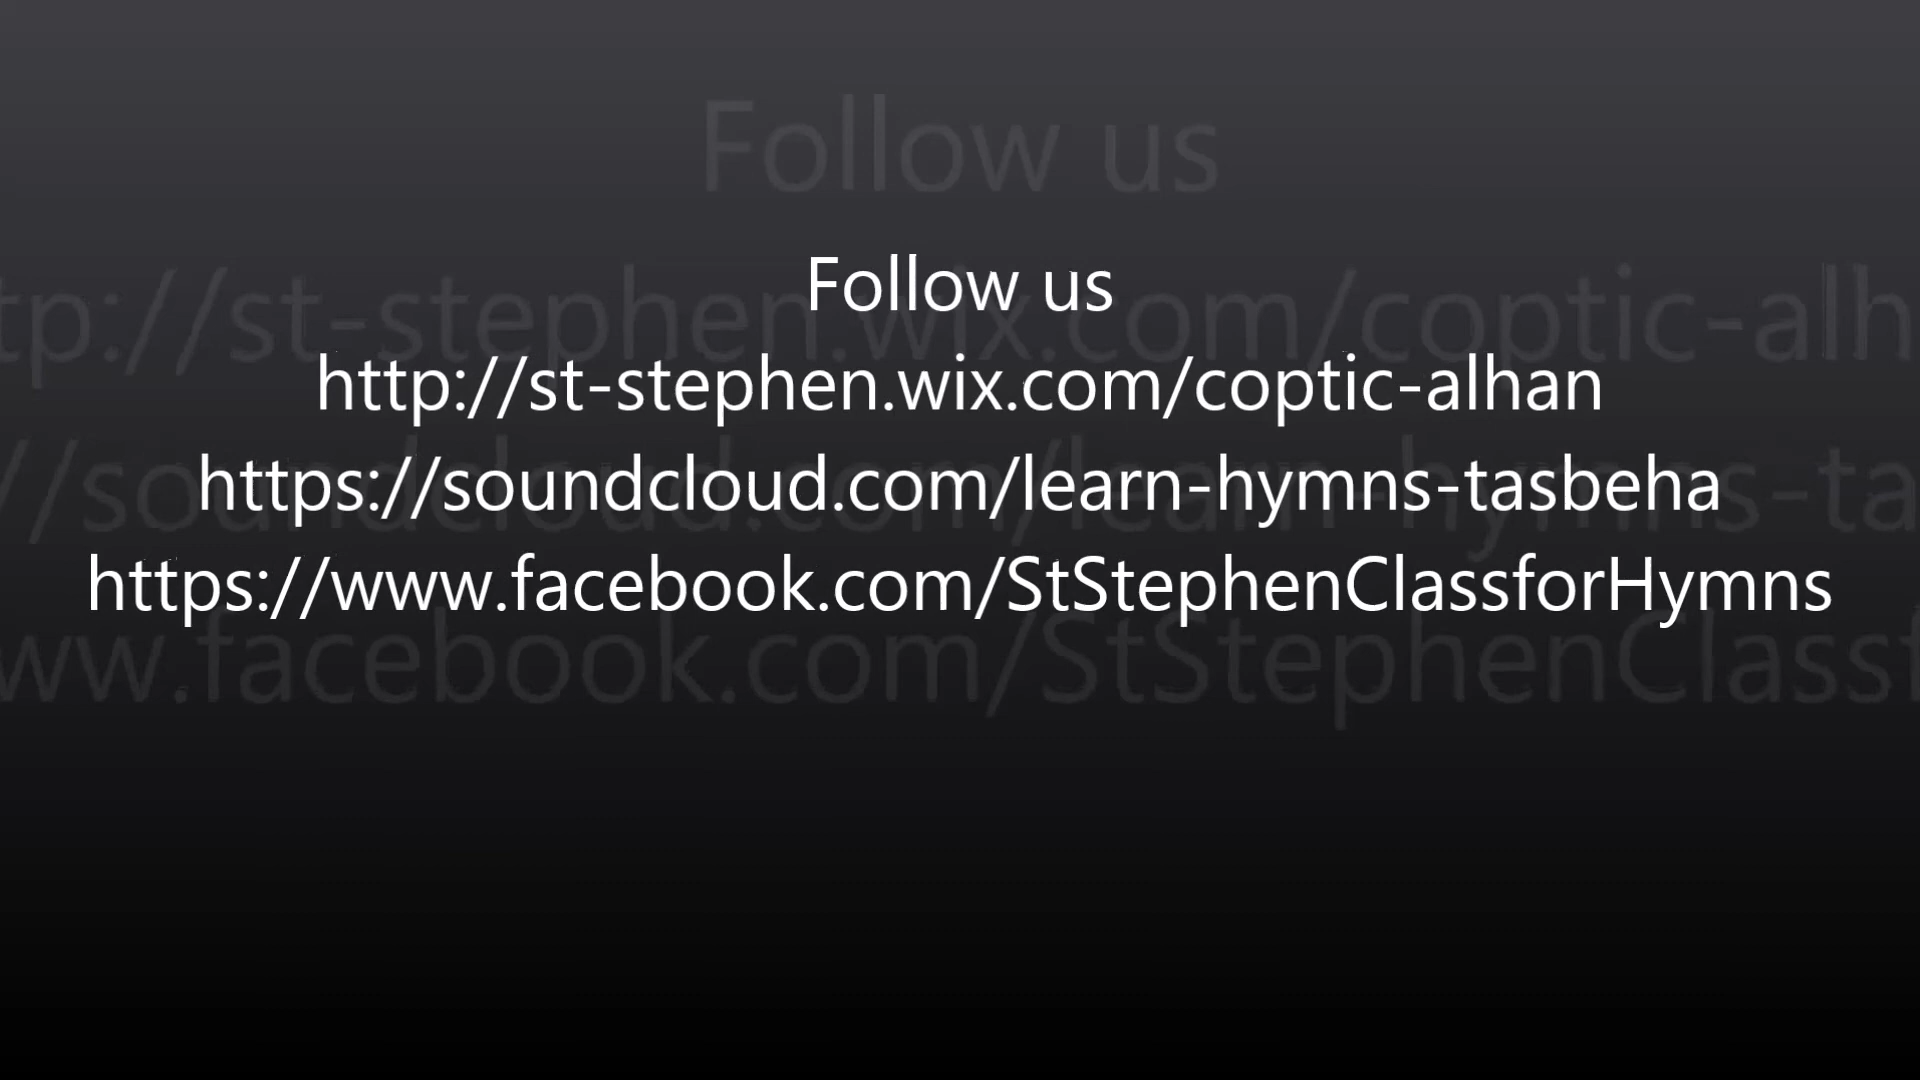 Follow us
http://st-stephen.wix.com/coptic-alhan
https://soundcloud.com/learn-hymns-tasbeha
https://www.facebook.com/StStephenClassforHymns